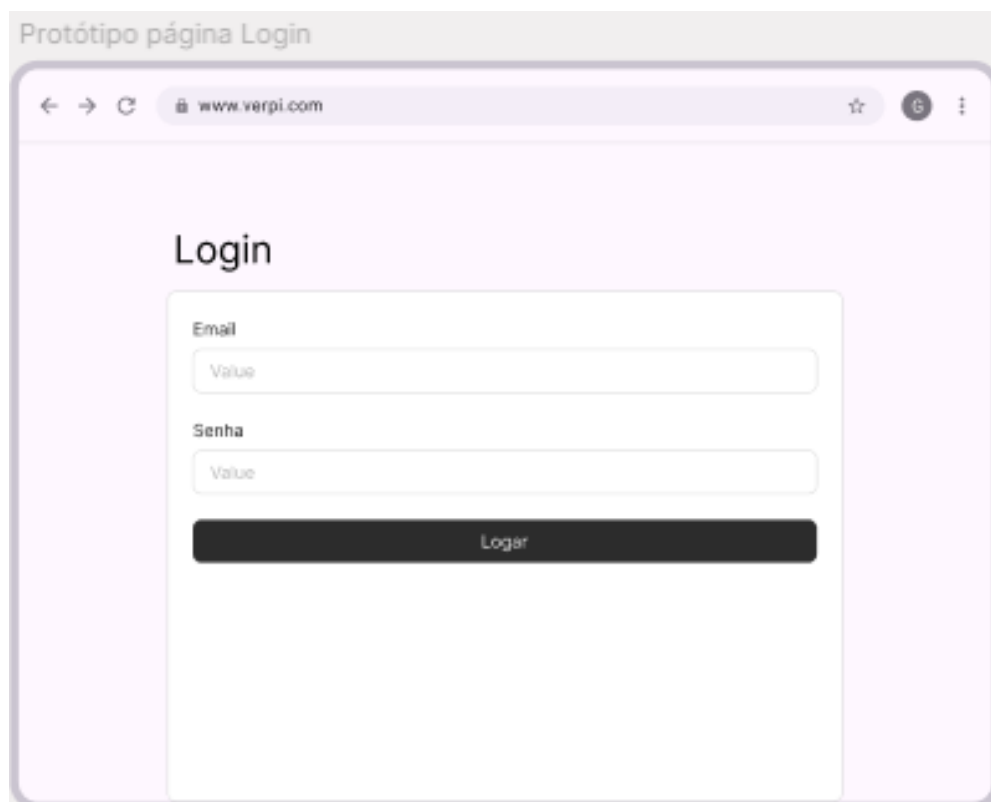 Protótipo página Login
www.verpi.com
G
Login
Email
Value
Senha
Value
Logar